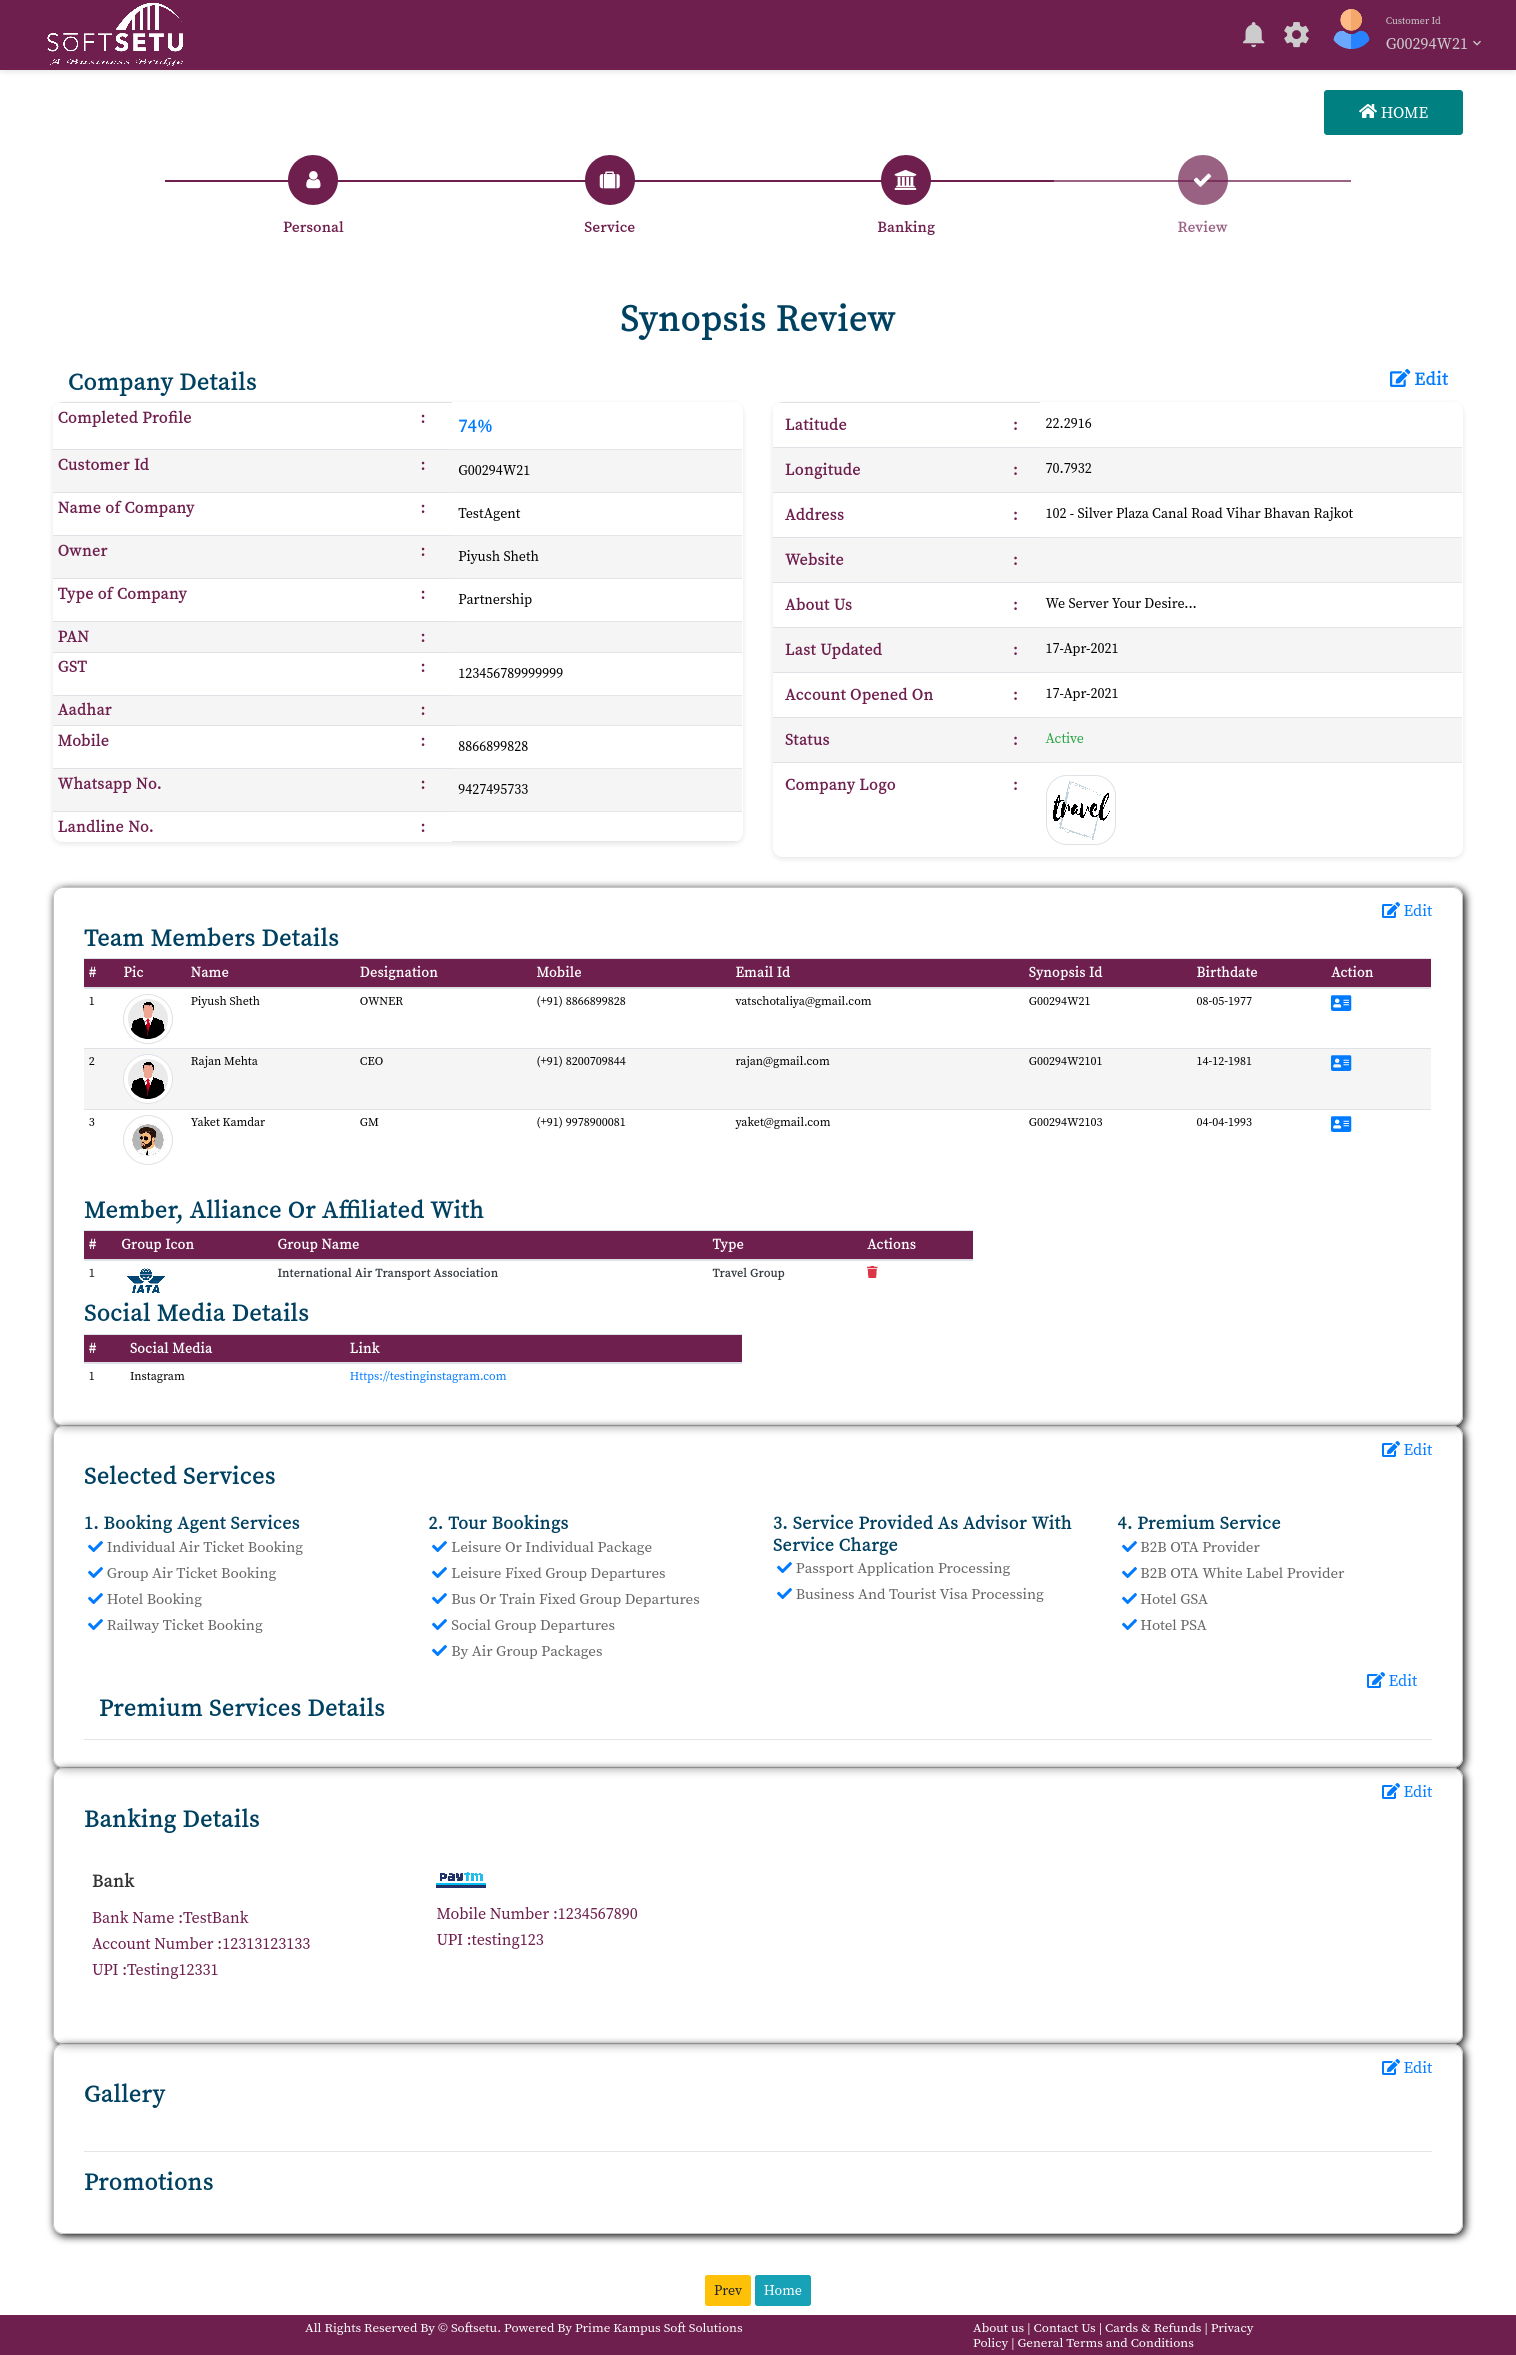 SOFTSETU
A Business Bridge
Customer Id
G00294W21
HOME
Personal
Service
Banking
Review
Synopsis Review
Company Details
Edit
Completed Profile : 74%
Customer Id : G00294W21
Name of Company : TestAgent
Owner : Piyush Sheth
Type of Company : Partnership
PAN :
GST : 123456789999999
Aadhar :
Mobile : 8866899828
Whatsapp No. : 9427495733
Landline No. :
Latitude : 22.2916
Longitude : 70.7932
Address : 102 - Silver Plaza Canal Road Vihar Bhavan Rajkot
Website :
About Us : We Server Your Desire...
Last Updated : 17-Apr-2021
Account Opened On : 17-Apr-2021
Status : Active
Company Logo :
travel
Edit
Team Members Details
# Pic Name Designation Mobile Email Id Synopsis Id Birthdate Action
1 Piyush Sheth OWNER (+91) 8866899828 vatschotaliya@gmail.com G00294W21 08-05-1977
2 Rajan Mehta CEO (+91) 8200709844 rajan@gmail.com G00294W2101 14-12-1981
3 Yaket Kamdar GM (+91) 9978900081 yaket@gmail.com G00294W2103 04-04-1993
Member, Alliance Or Affiliated With
# Group Icon Group Name Type Actions
1 IATA International Air Transport Association Travel Group
Social Media Details
# Social Media Link
1 Instagram Https://testinginstagram.com
Edit
Selected Services
1. Booking Agent Services
Individual Air Ticket Booking
Group Air Ticket Booking
Hotel Booking
Railway Ticket Booking
2. Tour Bookings
Leisure Or Individual Package
Leisure Fixed Group Departures
Bus Or Train Fixed Group Departures
Social Group Departures
By Air Group Packages
3. Service Provided As Advisor With
Service Charge
Passport Application Processing
Business And Tourist Visa Processing
4. Premium Service
B2B OTA Provider
B2B OTA White Label Provider
Hotel GSA
Hotel PSA
Edit
Premium Services Details
Edit
Banking Details
Bank
Bank Name :TestBank
Account Number :12313123133
UPI :Testing12331
paytm
Mobile Number :1234567890
UPI :testing123
Edit
Gallery
Promotions
Prev Home
All Rights Reserved By © Softsetu. Powered By Prime Kampus Soft Solutions
About us | Contact Us | Cards & Refunds | Privacy
Policy | General Terms and Conditions